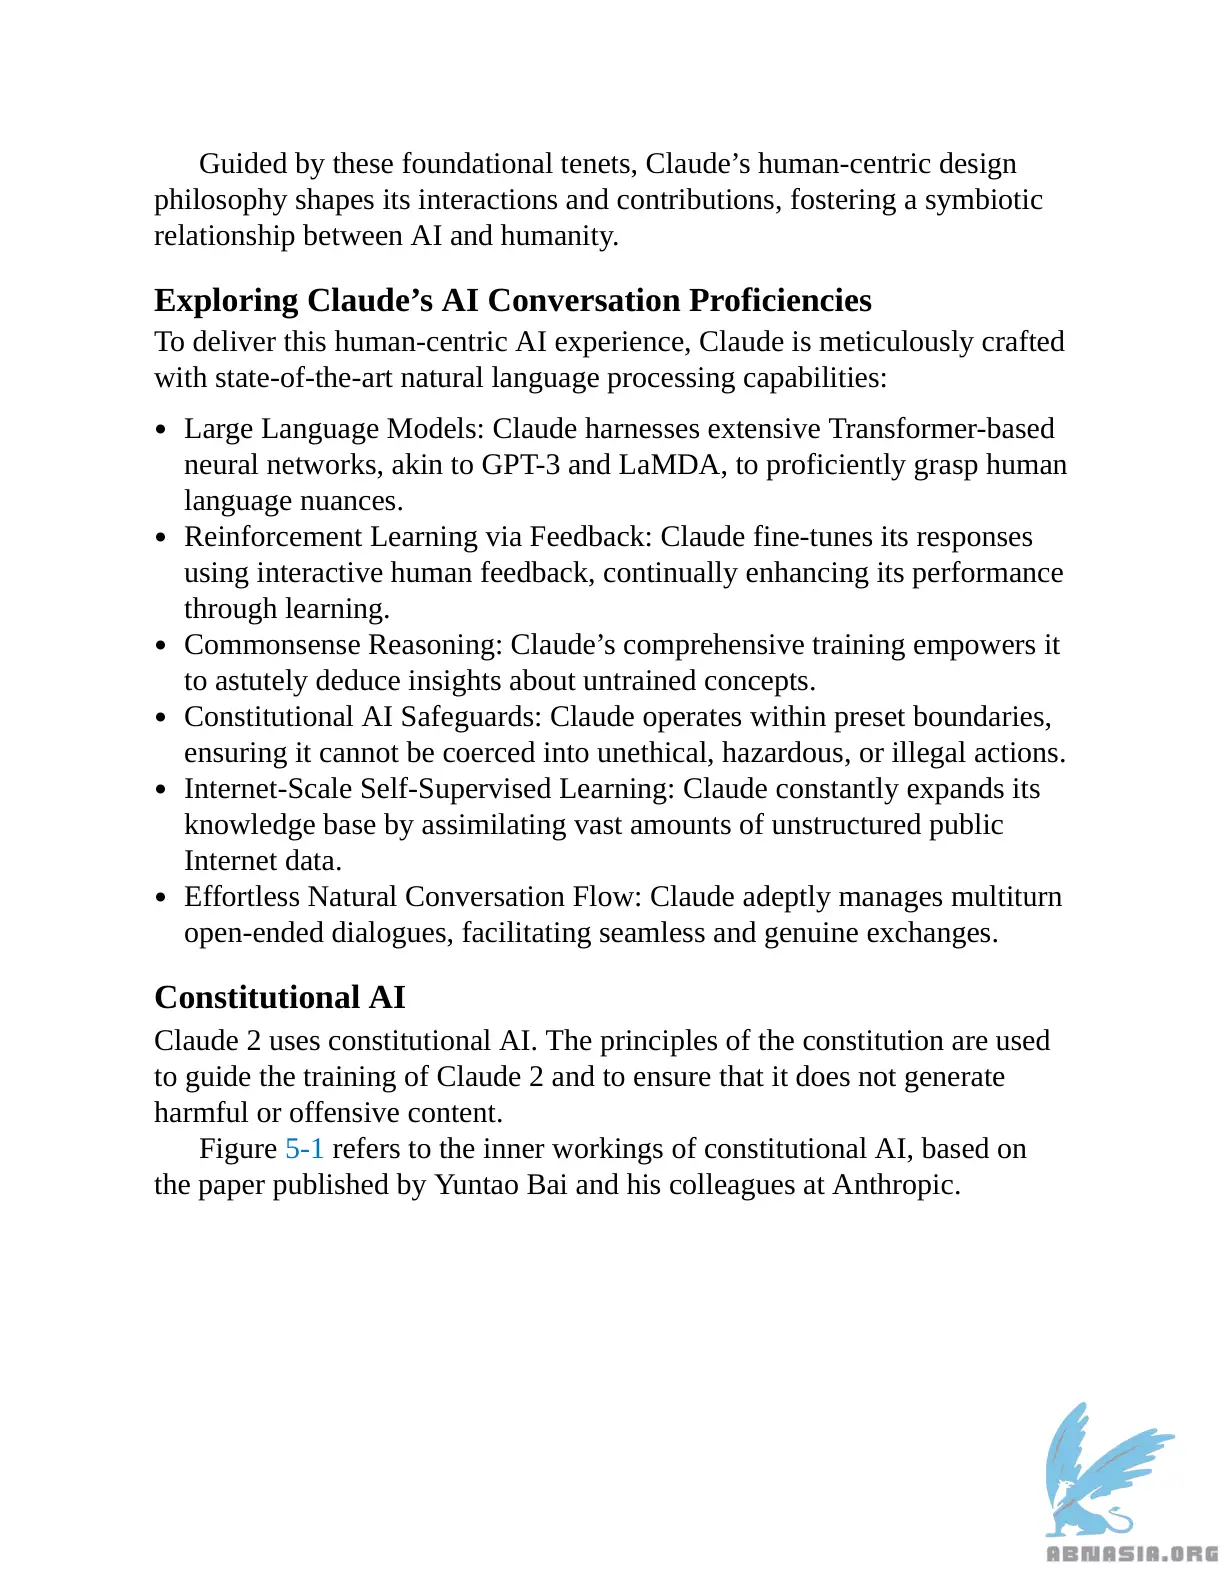 Guided by these foundational tenets, Claude’s human-centric design
philosophy shapes its interactions and contributions, fostering a symbiotic
relationship between AI and humanity.
Exploring Claude’s AI Conversation Proficiencies
To deliver this human-centric AI experience, Claude is meticulously crafted
with state-of-the-art natural language processing capabilities:
• Large Language Models: Claude harnesses extensive Transformer-based
neural networks, akin to GPT-3 and LaMDA, to proficiently grasp human
language nuances.
• Reinforcement Learning via Feedback: Claude fine-tunes its responses
using interactive human feedback, continually enhancing its performance
through learning.
• Commonsense Reasoning: Claude’s comprehensive training empowers it
to astutely deduce insights about untrained concepts.
• Constitutional AI Safeguards: Claude operates within preset boundaries,
ensuring it cannot be coerced into unethical, hazardous, or illegal actions.
• Internet-Scale Self-Supervised Learning: Claude constantly expands its
knowledge base by assimilating vast amounts of unstructured public
Internet data.
• Effortless Natural Conversation Flow: Claude adeptly manages multiturn
open-ended dialogues, facilitating seamless and genuine exchanges.
Constitutional AI
Claude 2 uses constitutional AI. The principles of the constitution are used
to guide the training of Claude 2 and to ensure that it does not generate
harmful or offensive content.
Figure 5-1 refers to the inner workings of constitutional AI, based on
the paper published by Yuntao Bai and his colleagues at Anthropic.
ABNASIA.ORG